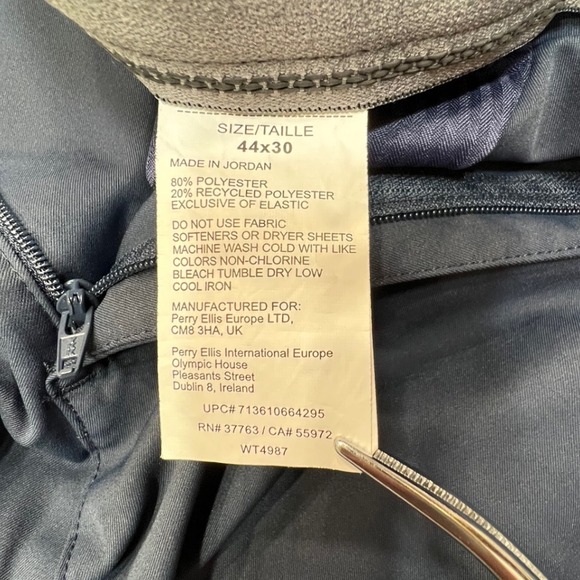 SIZE/TAILLE
44x30
MADE IN JORDAN
80% POLYESTER
20% RECYCLED POLYESTER
EXCLUSIVE OF ELASTIC
DO NOT USE FABRIC
SOFTENERS OR DRYER SHEETS
MACHINE WASH COLD WITH LIKE
COLORS NON-CHLORINE
BLEACH TUMBLE DRY LOW
COOL IRON
MANUFACTURED FOR:
Perry Ellis Europe LTD,
CM8 3HA, UK
Perry Ellis International Europe
Olympic House
Pleasants Street
Dublin 8, Ireland
UPC# 713610664295
RN# 37763 / CA# 55972
WT4987